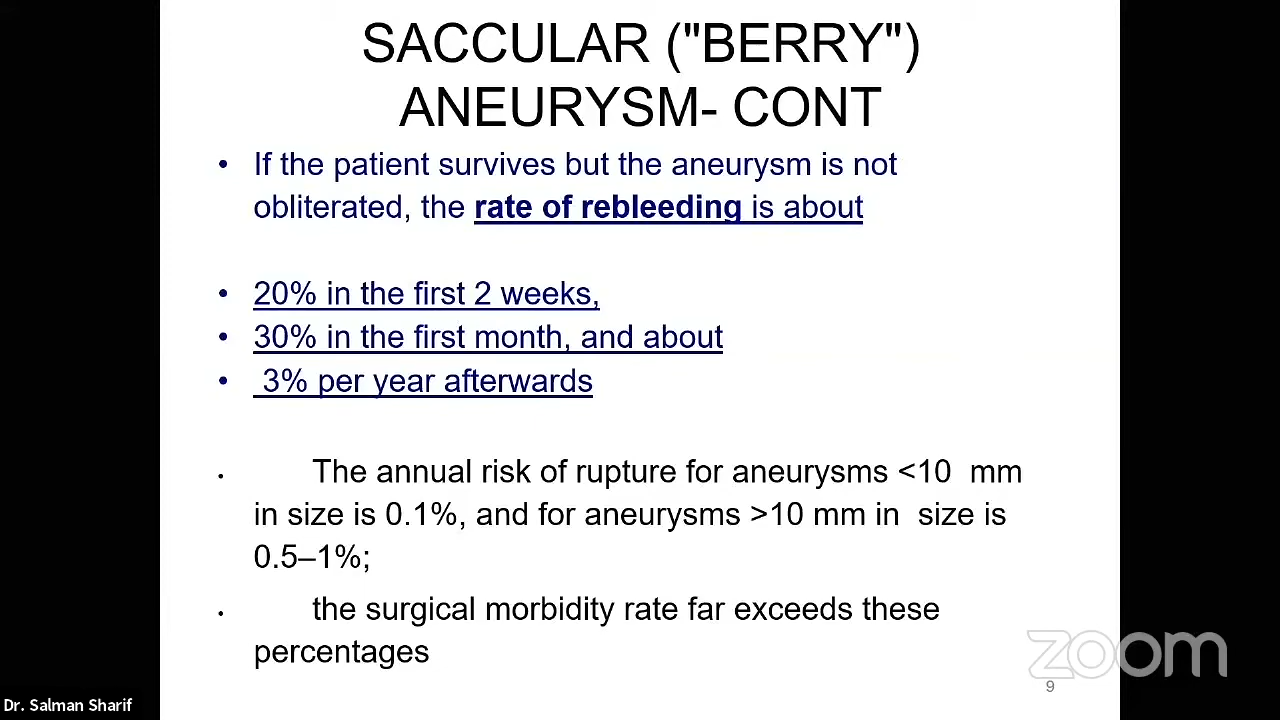 SACCULAR ("BERRY")
ANEURYSM- CONT
• If the patient survives but the aneurysm is not
obliterated, the rate of rebleeding is about
• 20% in the first 2 weeks,
• 30% in the first month, and about
• 3% per year afterwards
• The annual risk of rupture for aneurysms <10 mm
in size is 0.1%, and for aneurysms >10 mm in size is
0.5–1%;
• the surgical morbidity rate far exceeds these
percentages
zoom
9
Dr. Salman Sharif